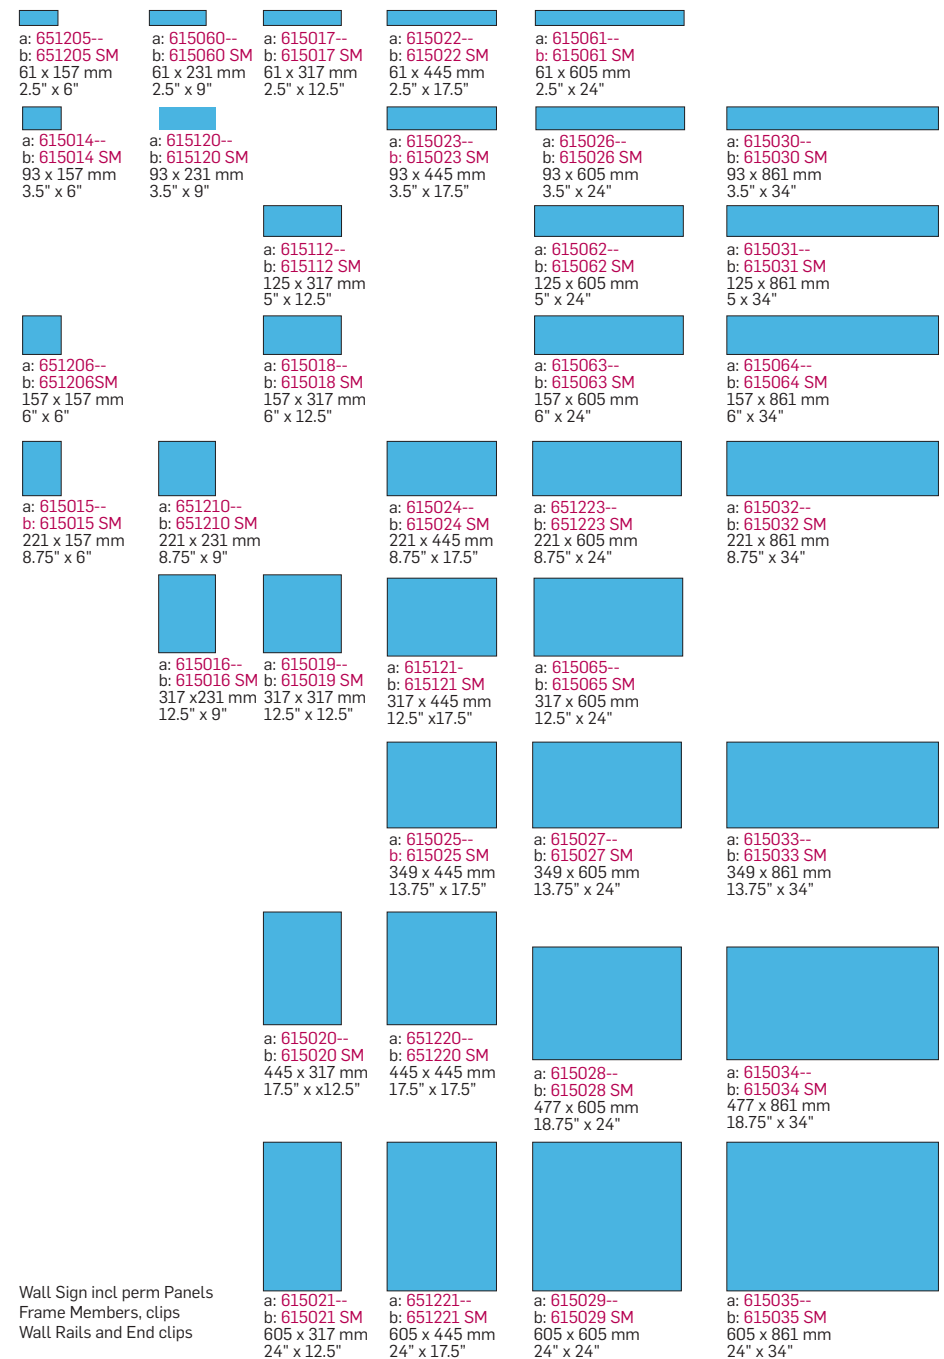 a: 651205--
b: 651205 SM
61 x 157 mm
2.5" x 6"
a: 615060--
b: 615060 SM
61 x 231 mm
2.5" x 9"
a: 615017--
b: 615017 SM
61 x 317 mm
2.5" x 12.5"
a: 615022--
b: 615022 SM
61 x 445 mm
2.5" x 17.5"
a: 615061--
b: 615061 SM
61 x 605 mm
2.5" x 24"
a: 615014--
b: 615014 SM
93 x 157 mm
3.5" x 6"
a: 615120--
b: 615120 SM
93 x 231 mm
3.5" x 9"
a: 615023--
b: 615023 SM
93 x 445 mm
3.5" x 17.5"
a: 615026--
b: 615026 SM
93 x 605 mm
3.5" x 24"
a: 615030--
b: 615030 SM
93 x 861 mm
3.5" x 34"
a: 615112--
b: 615112 SM
125 x 317 mm
5" x 12.5"
a: 615062--
b: 615062 SM
125 x 605 mm
5" x 24"
a: 615031--
b: 615031 SM
125 x 861 mm
5 x 34"
a: 651206--
b: 651206SM
157 x 157 mm
6" x 6"
a: 615018--
b: 615018 SM
157 x 317 mm
6" x 12.5"
a: 615063--
b: 615063 SM
157 x 605 mm
6" x 24"
a: 615064--
b: 615064 SM
157 x 861 mm
6" x 34"
a: 615015--
b: 615015 SM
221 x 157 mm
8.75" x 6"
a: 651210--
b: 651210 SM
221 x 231 mm
8.75" x 9"
a: 615024--
b: 615024 SM
221 x 445 mm
8.75" x 17.5"
a: 651223--
b: 651223 SM
221 x 605 mm
8.75" x 24"
a: 615032--
b: 615032 SM
221 x 861 mm
8.75" x 34"
a: 615016--
b: 615016 SM
317 x231 mm
12.5" x 9"
a: 615019--
b: 615019 SM
317 x 317 mm
12.5" x 12.5"
a: 615121-
b: 615121 SM
317 x 445 mm
12.5" x17.5"
a: 615065--
b: 615065 SM
317 x 605 mm
12.5" x 24"
a: 615025--
b: 615025 SM
349 x 445 mm
13.75" x 17.5"
a: 615027--
b: 615027 SM
349 x 605 mm
13.75" x 24"
a: 615033--
b: 615033 SM
349 x 861 mm
13.75" x 34"
a: 615020--
b: 615020 SM
445 x 317 mm
17.5" x x12.5"
a: 651220--
b: 651220 SM
445 x 445 mm
17.5" x 17.5"
a: 615028--
b: 615028 SM
477 x 605 mm
18.75" x 24"
a: 615034--
b: 615034 SM
477 x 861 mm
18.75" x 34"
Wall Sign incl perm Panels
Frame Members, clips
Wall Rails and End clips
a: 615021--
b: 615021 SM
605 x 317 mm
24" x 12.5"
a: 651221--
b: 651221 SM
605 x 445 mm
24" x 17.5"
a: 615029--
b: 615029 SM
605 x 605 mm
24" x 24"
a: 615035--
b: 615035 SM
605 x 861 mm
24" x 34"